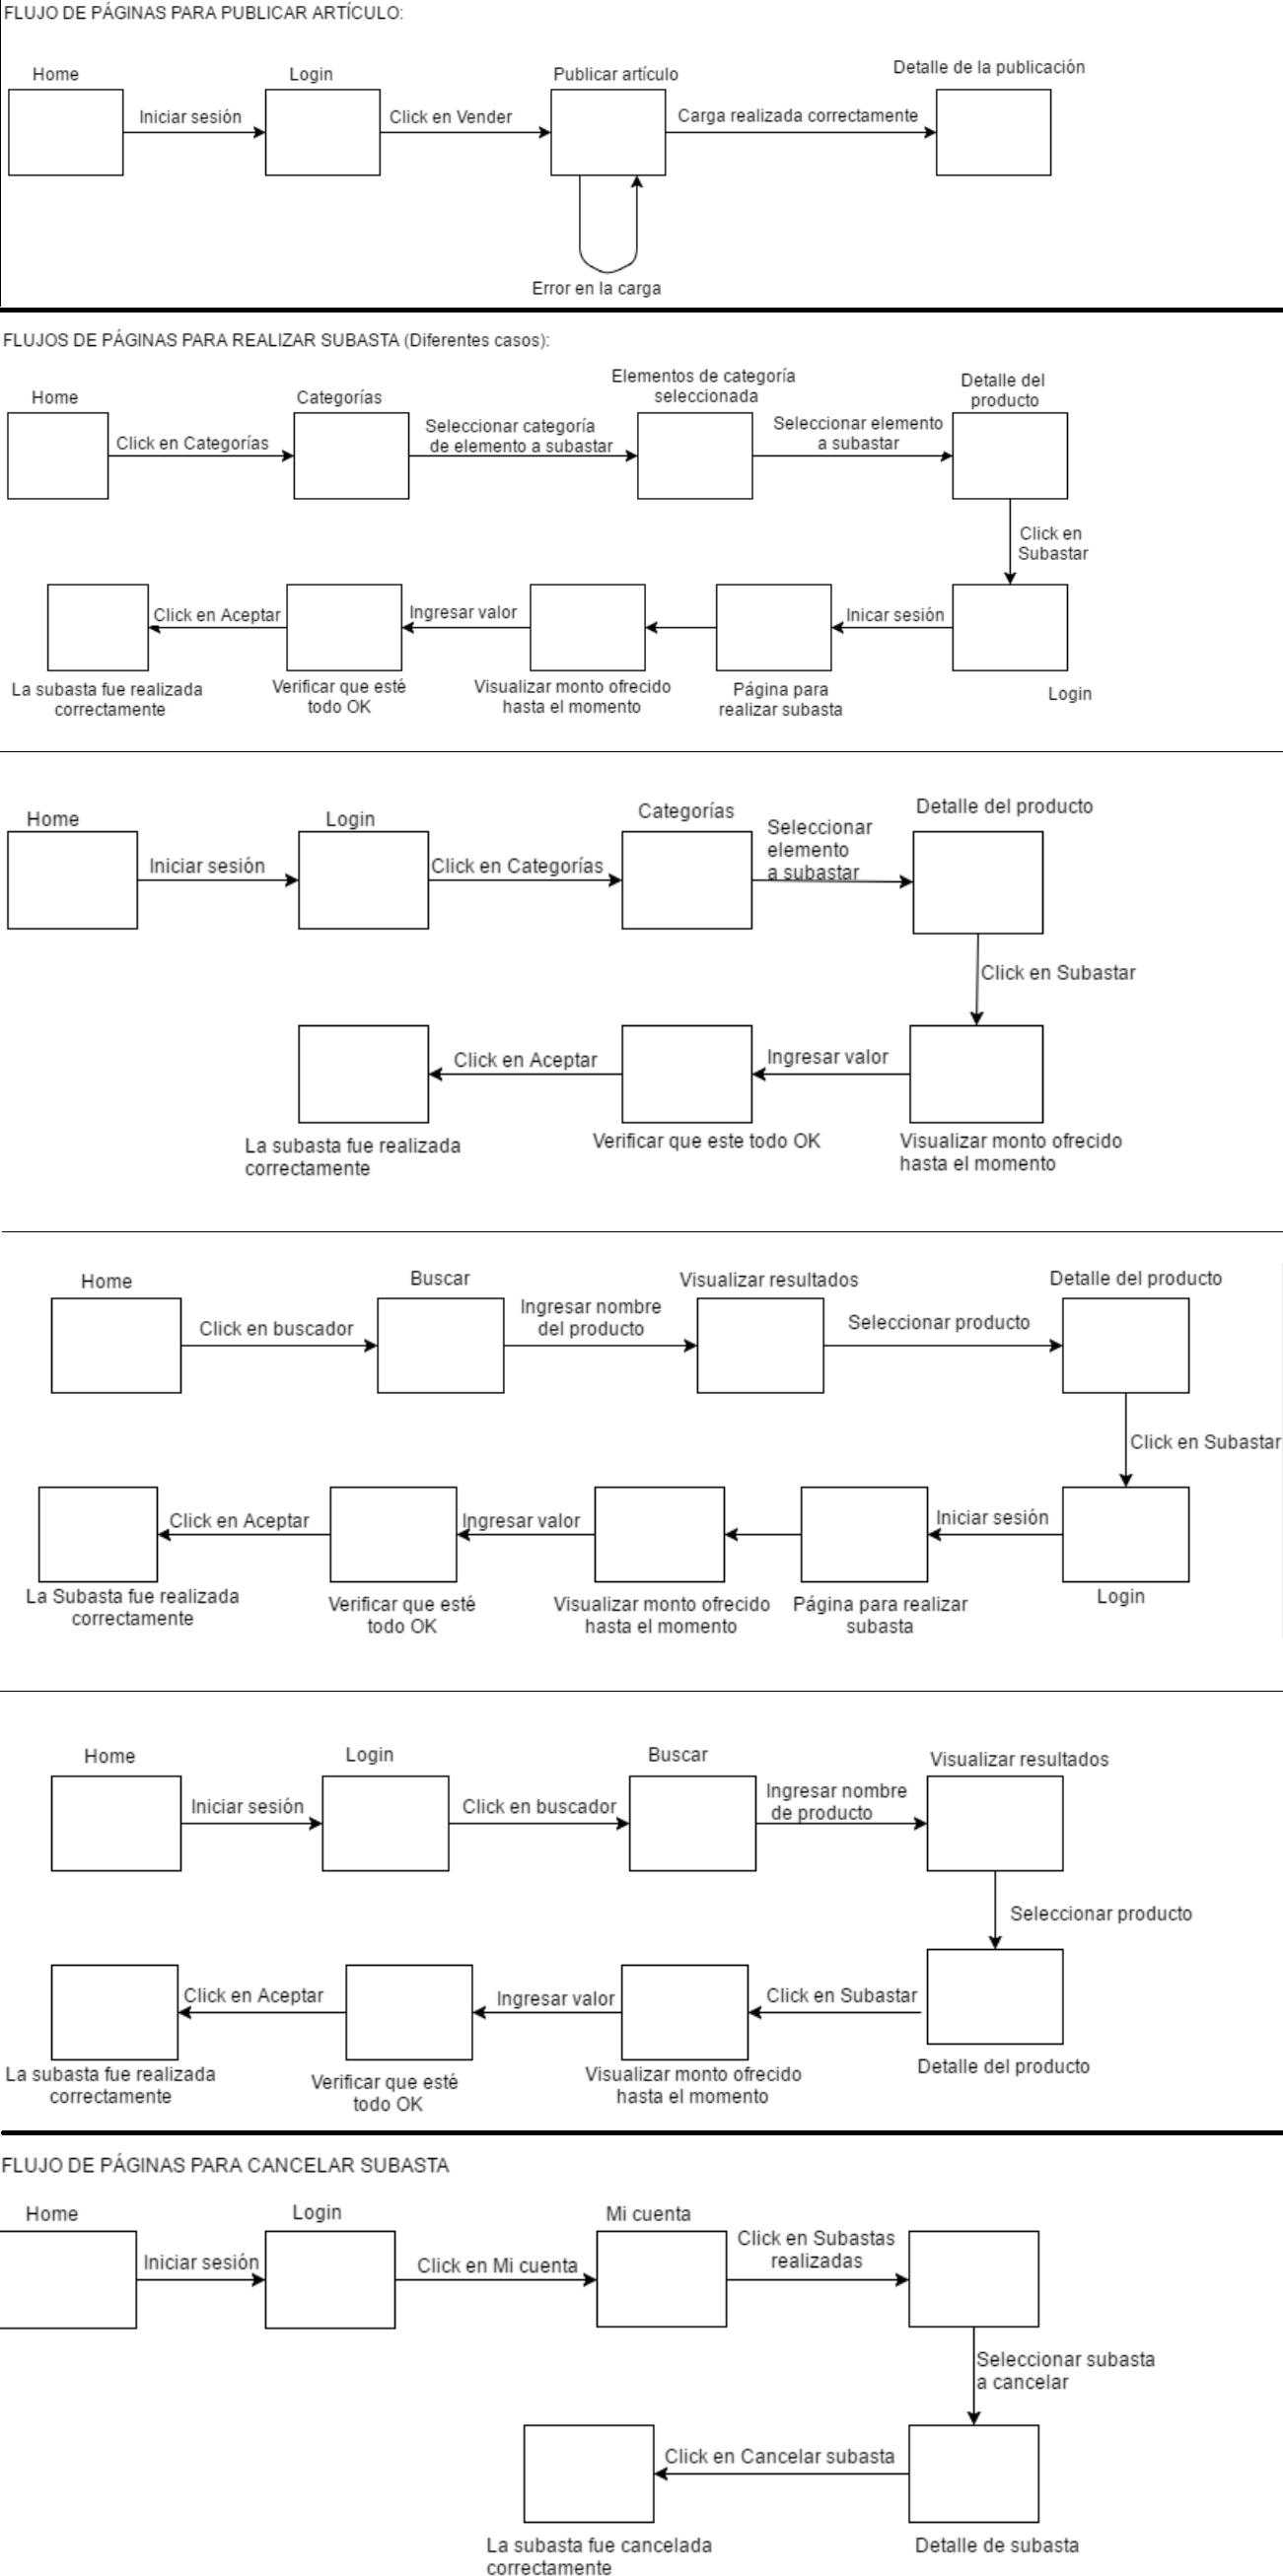 FLUJO DE PÁGINAS PARA PUBLICAR ARTÍCULO:
Home
Login
Publicar artículo
Detalle de la publicación
Iniciar sesión
Click en Vender
Carga realizada correctamente
Error en la carga
FLUJOS DE PÁGINAS PARA REALIZAR SUBASTA (Diferentes casos):
Home
Categorías
Elementos de categoría
seleccionada
Detalle del
producto
Click en Categorías
Seleccionar categoría
de elemento a subastar
Seleccionar elemento
a subastar
Click en
Subastar
Click en Aceptar
Ingresar valor
Inicar sesión
La subasta fue realizada
correctamente
Verificar que esté
todo OK
Visualizar monto ofrecido
hasta el momento
Página para
realizar subasta
Login
Home
Login
Categorías
Detalle del producto
Iniciar sesión
Click en Categorías
Seleccionar
elemento
a subastar
Click en Subastar
Click en Aceptar
Ingresar valor
La subasta fue realizada
correctamente
Verificar que este todo OK
Visualizar monto ofrecido
hasta el momento
Home
Buscar
Visualizar resultados
Detalle del producto
Click en buscador
Ingresar nombre
del producto
Seleccionar producto
Click en Subastar
Click en Aceptar
Ingresar valor
Iniciar sesión
La Subasta fue realizada
correctamente
Verificar que esté
todo OK
Visualizar monto ofrecido
hasta el momento
Página para realizar
subasta
Login
Home
Login
Buscar
Visualizar resultados
Iniciar sesión
Click en buscador
Ingresar nombre
de producto
Seleccionar producto
Click en Aceptar
Ingresar valor
Click en Subastar
La subasta fue realizada
correctamente
Verificar que esté
todo OK
Visualizar monto ofrecido
hasta el momento
Detalle del producto
FLUJO DE PÁGINAS PARA CANCELAR SUBASTA
Home
Login
Mi cuenta
Iniciar sesión
Click en Mi cuenta
Click en Subastas
realizadas
Seleccionar subasta
a cancelar
Click en Cancelar subasta
La subasta fue cancelada
correctamente
Detalle de subasta